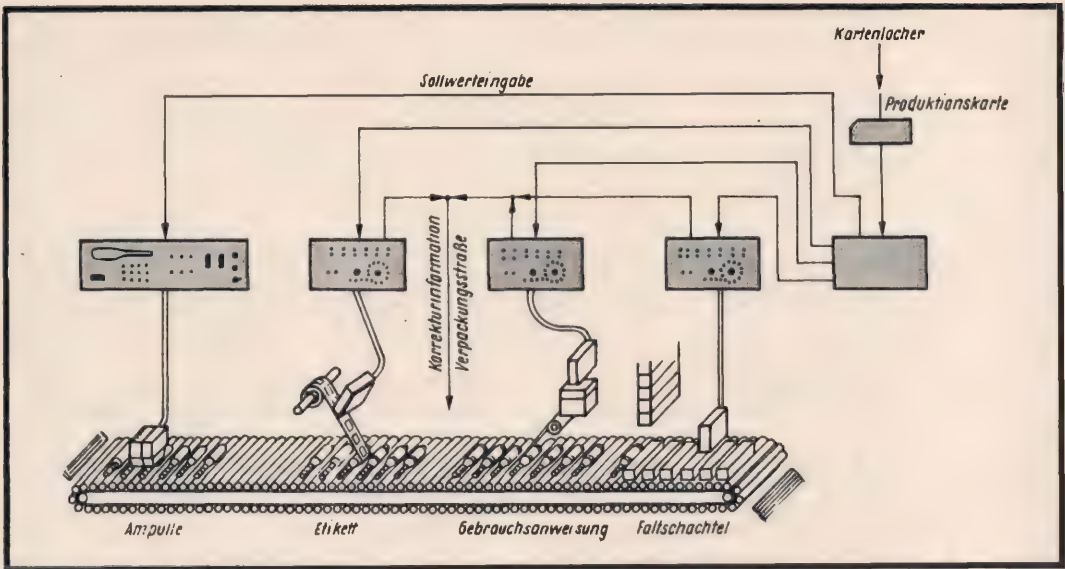 Kartenlocher
Sollwerteingabe
Produktionskarte
Korrekturinformation
Verpackungsstraße
Ampulle
Etikett
Gebrauchsanweisung
Faltschachtel